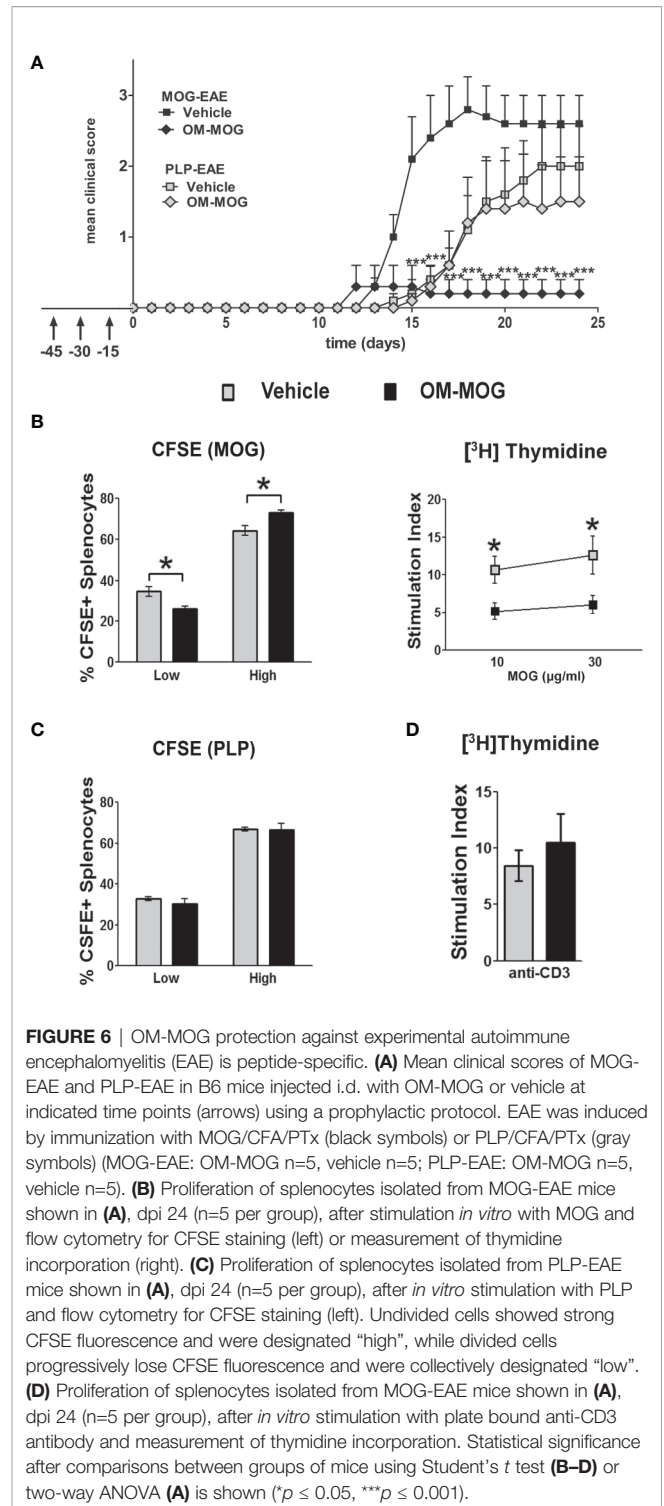 A
mean clinical score
3
2
1
MOG-EAE
Vehicle
OM-MOG
PLP-EAE
Vehicle
OM-MOG
*** *** *** *** *** *** *** *** *** ***
-45 -30 -15
0 5 10 15 20 25
time (days)
Vehicle OM-MOG
B
CFSE (MOG)
% CFSE+ Splenocytes
80
60
40
20
0
* *
Low High
[³H] Thymidine
Stimulation Index
20
15
10
5
0
* *
10 30
MOG (µg/ml)
C
CFSE (PLP)
% CSFE+ Splenocytes
80
60
40
20
0
Low High
D
[³H]Thymidine
Stimulation Index
15
10
5
0
anti-CD3
FIGURE 6 | OM-MOG protection against experimental autoimmune
encephalomyelitis (EAE) is peptide-specific. (A) Mean clinical scores of MOG-
EAE and PLP-EAE in B6 mice injected i.d. with OM-MOG or vehicle at
indicated time points (arrows) using a prophylactic protocol. EAE was induced
by immunization with MOG/CFA/PTx (black symbols) or PLP/CFA/PTx (gray
symbols) (MOG-EAE: OM-MOG n=5, vehicle n=5; PLP-EAE: OM-MOG n=5,
vehicle n=5). (B) Proliferation of splenocytes isolated from MOG-EAE mice
shown in (A), dpi 24 (n=5 per group), after stimulation in vitro with MOG and
flow cytometry for CFSE staining (left) or measurement of thymidine
incorporation (right). (C) Proliferation of splenocytes isolated from PLP-EAE
mice shown in (A), dpi 24 (n=5 per group), after in vitro stimulation with PLP
and flow cytometry for CFSE staining (left). Undivided cells showed strong
CFSE fluorescence and were designated "high", while divided cells
progressively lose CFSE fluorescence and were collectively designated "low".
(D) Proliferation of splenocytes isolated from MOG-EAE mice shown in (A),
dpi 24 (n=5 per group), after in vitro stimulation with plate bound anti-CD3
antibody and measurement of thymidine incorporation. Statistical significance
after comparisons between groups of mice using Student's t test (B–D) or
two-way ANOVA (A) is shown (*p ≤ 0.05, ***p ≤ 0.001).